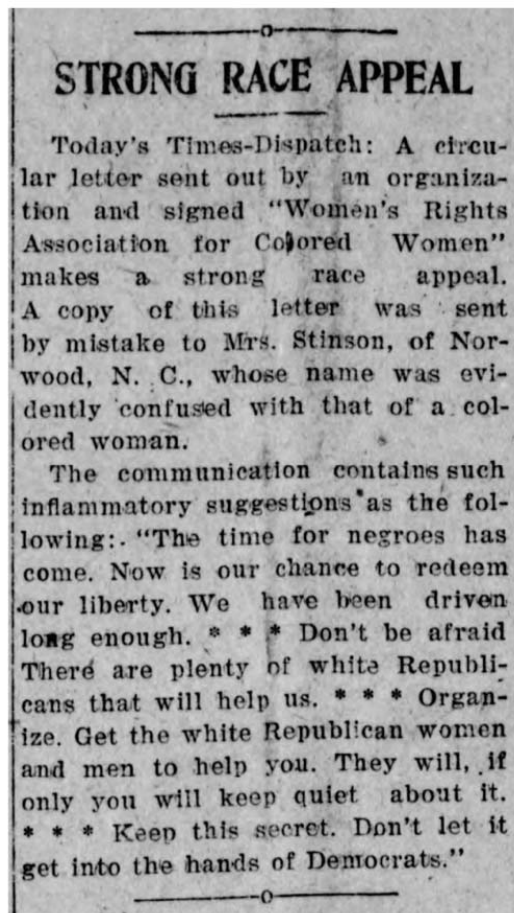 STRONG RACE APPEAL
Today's Times-Dispatch: A circu-
lar letter sent out by an organiza-
tion and signed "Women's Rights
Association for Colored Women"
makes a strong race appeal.
A copy of this letter was sent
by mistake to Mrs. Stinson, of Nor-
wood, N. C., whose name was evi-
dently confused with that of a col-
ored woman.
The communication contains such
inflammatory suggestions as the fol-
lowing: "The time for negroes has
come. Now is our chance to redeem
our liberty. We have been driven
long enough. * * * Don't be afraid
There are plenty of white Republi-
cans that will help us. * * * Organ-
ize. Get the white Republican women
and men to help you. They will, if
only you will keep quiet about it.
* * * Keep this secret. Don't let it
get into the hands of Democrats."